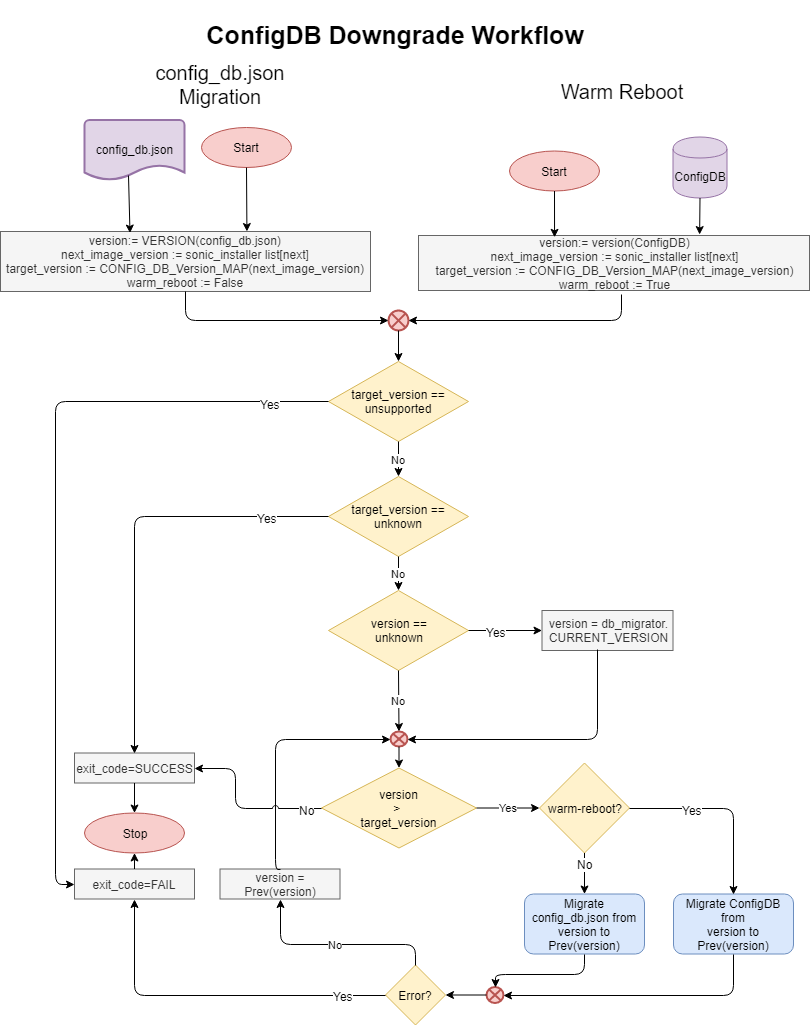 ConfigDB Downgrade Workflow
config_db.json
Migration
Warm Reboot
config_db.json
Start
Start
ConfigDB
version:= VERSION(config_db.json)
next_image_version := sonic_installer list[next]
target_version := CONFIG_DB_Version_MAP(next_image_version)
warm_reboot := False
version:= version(ConfigDB)
next_image_version := sonic_installer list[next]
target_version := CONFIG_DB_Version_MAP(next_image_version)
warm_reboot := True
target_version ==
unsupported
Yes
No
target_version ==
unknown
Yes
No
version ==
unknown
Yes
version = db_migrator.
CURRENT_VERSION
No
exit_code=SUCCESS
version
>
target_version
No
Yes
warm-reboot?
Yes
No
Stop
exit_code=FAIL
version =
Prev(version)
Migrate
config_db.json from
version to
Prev(version)
Migrate ConfigDB
from
version to
Prev(version)
No
Error?
Yes